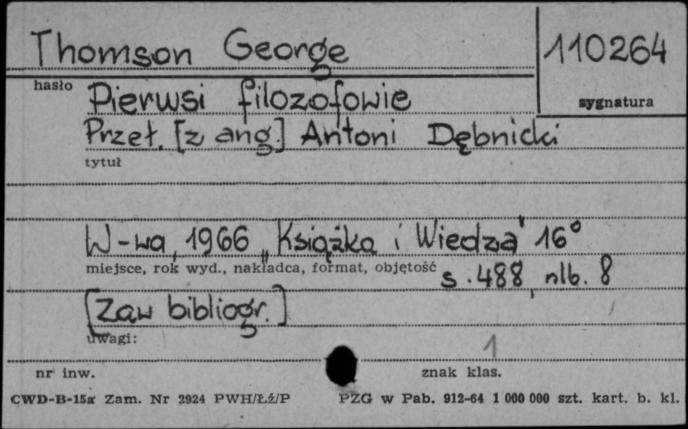 Thomson George
110264
hasło
Pierwsi filozofowie
sygnatura
Przeł. [z ang.] Antoni Dębnicki
tytuł
W-wa, 1966 „Książka i Wiedza" 16°
miejsce, rok wyd., nakładca, format, objętość
s. 488, nlb. 8
[Zaw bibliogr.]
uwagi:
1
nr inw.
znak klas.
CWD-B-15a Zam. Nr 2924 PWH/Łź/P PZG w Pab. 912-64 1 000 000 szt. kart. b. kl.